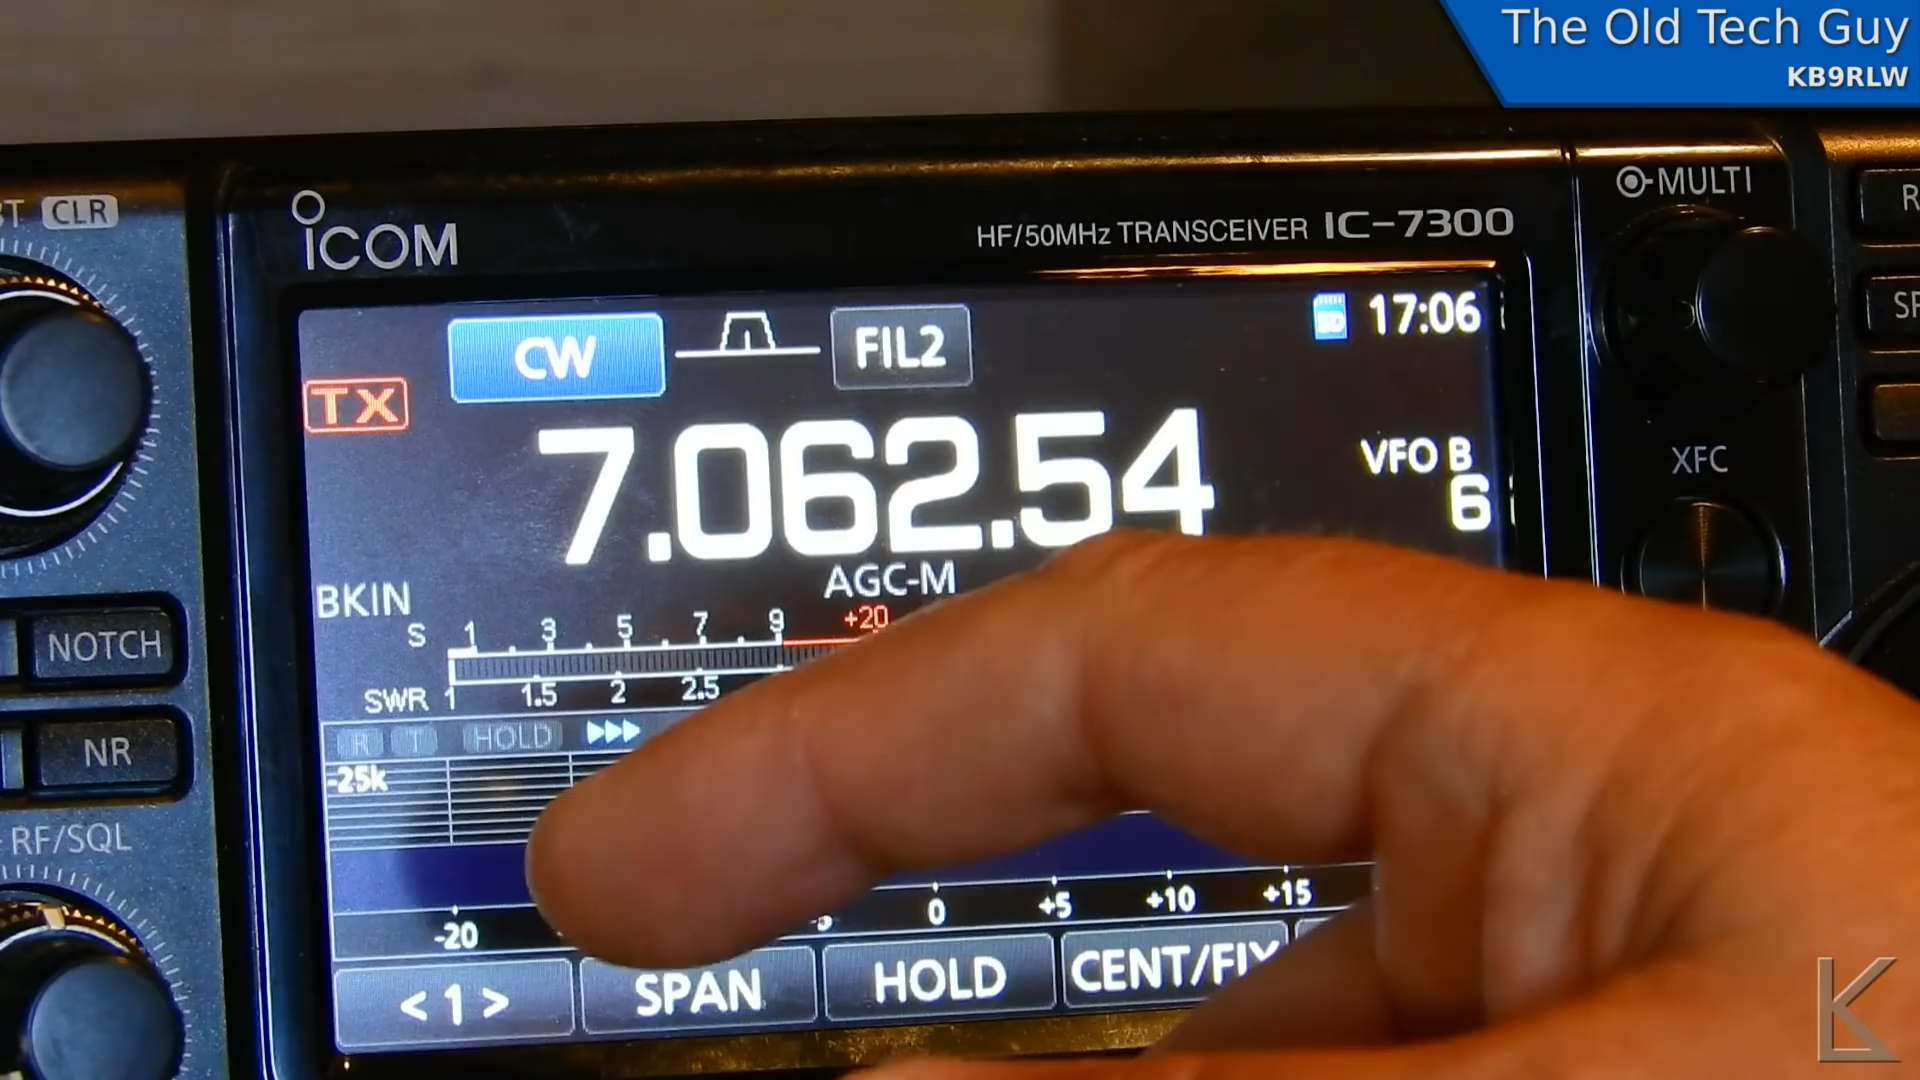 The Old Tech Guy
KB9RLW
MULTI
CLR
ICOM
HF/50MHz TRANSCEIVER IC-7300
CW
FIL2
SD
17:06
TX
7.062.54
VFO B
6
XFC
BKIN
AGC-M
S 1 3 5 7 9 +20
SWR 1 1.5 2 2.5
NOTCH
R T HOLD
NR
-25k
RF/SQL
-20 0 +5 +10 +15
<1> SPAN HOLD
K